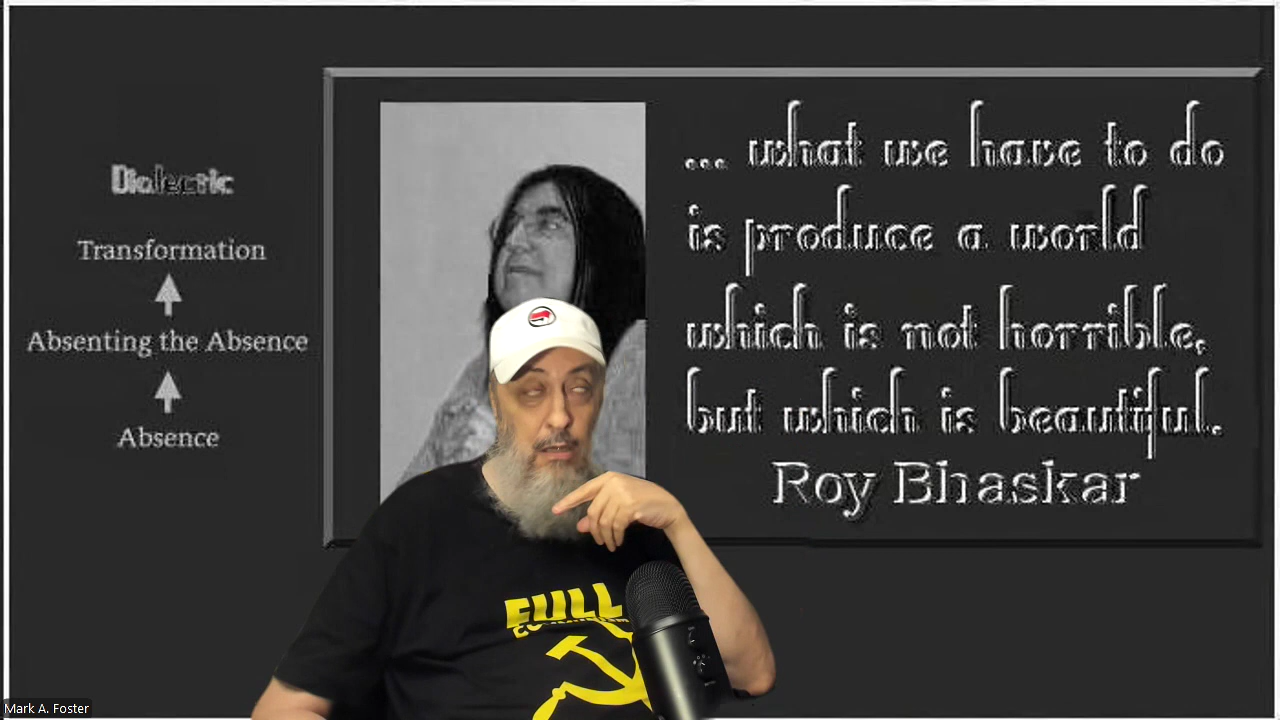 Dialectic
Transformation
Absenting the Absence
Absence
... what we have to do
is produce a world
which is not horrible,
but which is beautiful.
Roy Bhaskar
FULL
Mark A. Foster